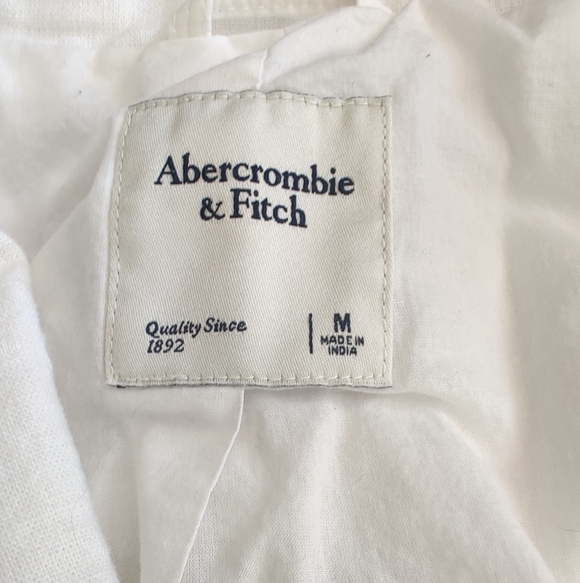 Abercrombie
& Fitch
Quality Since
1892
M
MADE IN
INDIA